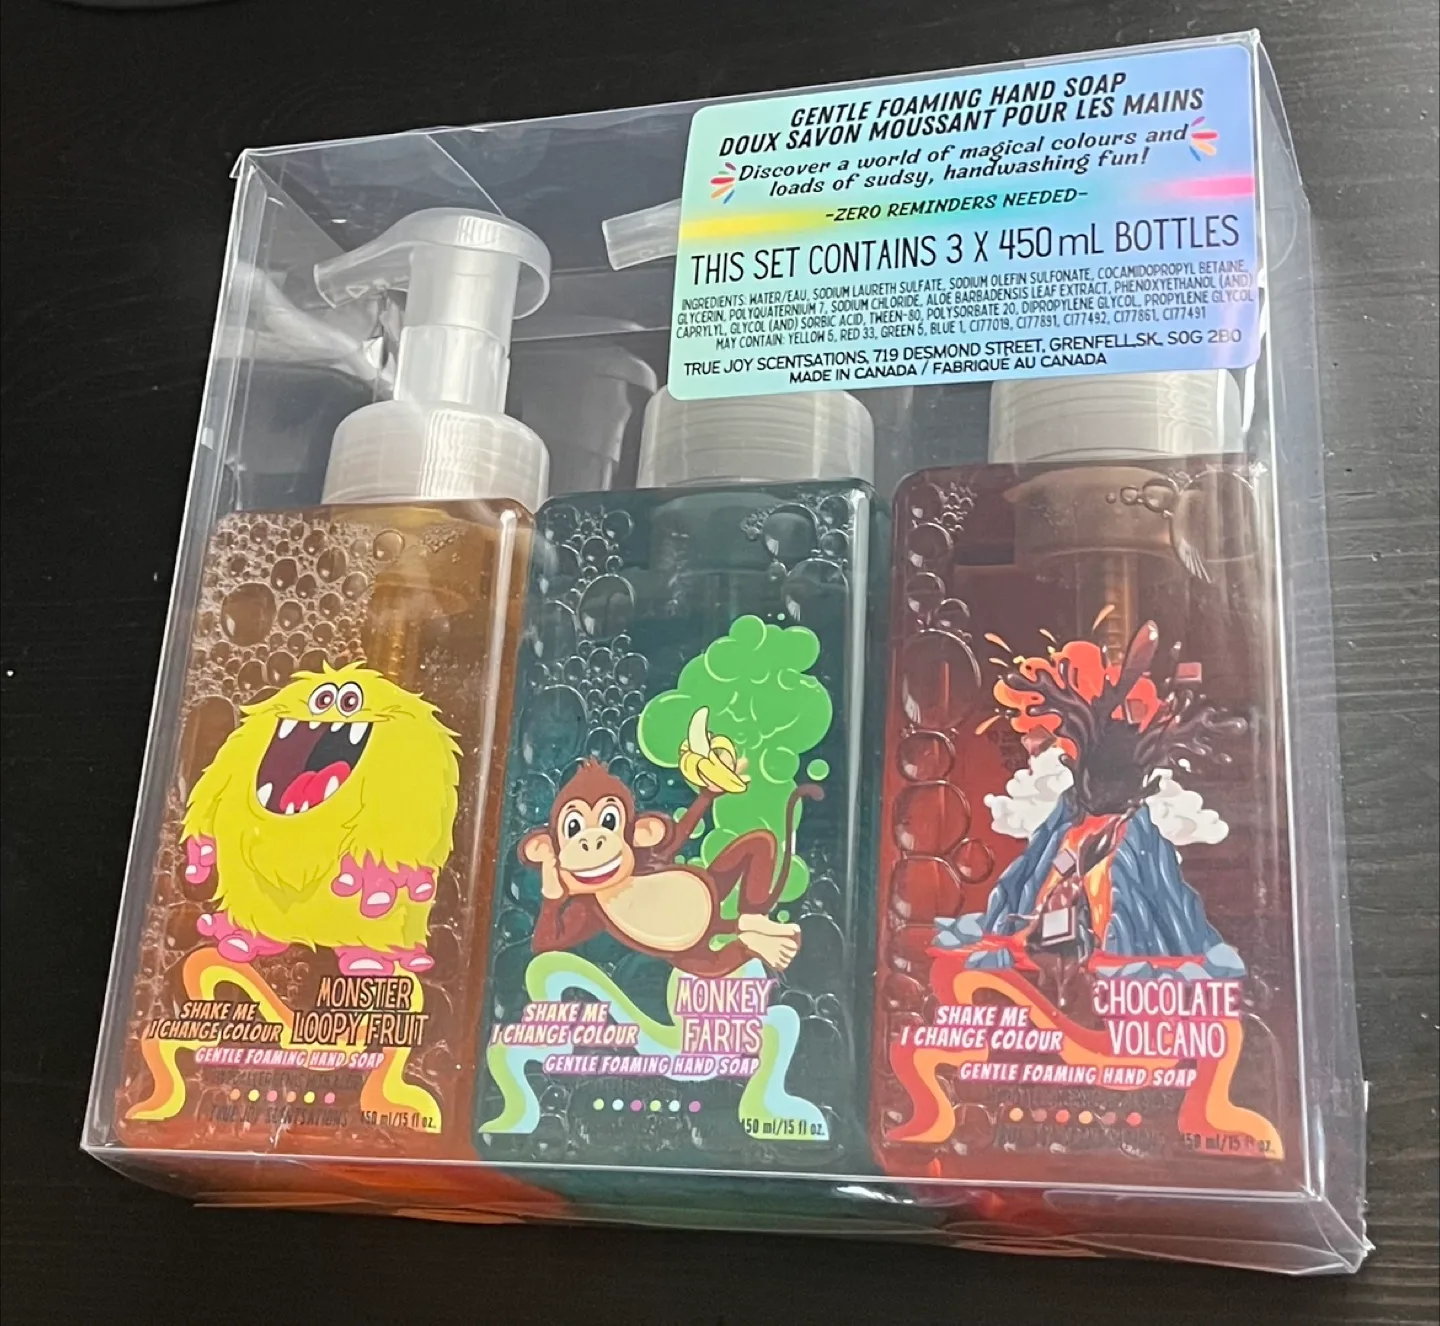 GENTLE FOAMING HAND SOAP
DOUX SAVON MOUSSANT POUR LES MAINS
Discover a world of magical colours and
loads of sudsy, handwashing fun!
-ZERO REMINDERS NEEDED-
THIS SET CONTAINS 3 X 450mL BOTTLES
INGREDIENTS: WATER/EAU, SODIUM LAURETH SULFATE, SODIUM OLEFIN SULFONATE, COCAMIDOPROPYL BETAINE,
GLYCERIN, POLYQUATERNIUM 7, SODIUM CHLORIDE, ALOE BARBADENSIS LEAF EXTRACT, PHENOXYETHANOL (AND)
CAPRYLYL, GLYCOL (AND) SORBIC ACID, TWEEN-80, POLYSORBATE 20, DIPROPYLENE GLYCOL, PROPYLENE GLYCOL
MAY CONTAIN: YELLOW 5, RED 33, GREEN 5, BLUE 1, CI77019, CI77891, CI77492, CI77861, CI77491
TRUE JOY SCENTSATIONS, 719 DESMOND STREET, GRENFELL,SK, S0G 2B0
MADE IN CANADA / FABRIQUE AU CANADA
SHAKE ME
I CHANGE COLOUR
MONSTER
LOOPY FRUIT
GENTLE FOAMING HAND SOAP
TRUE JOY SCENTSATIONS
450 ml/15 fl oz.
SHAKE ME
I CHANGE COLOUR
MONKEY
FARTS
GENTLE FOAMING HAND SOAP
450 ml/15 fl oz.
SHAKE ME
I CHANGE COLOUR
CHOCOLATE
VOLCANO
GENTLE FOAMING HAND SOAP
450 ml/15 fl oz.